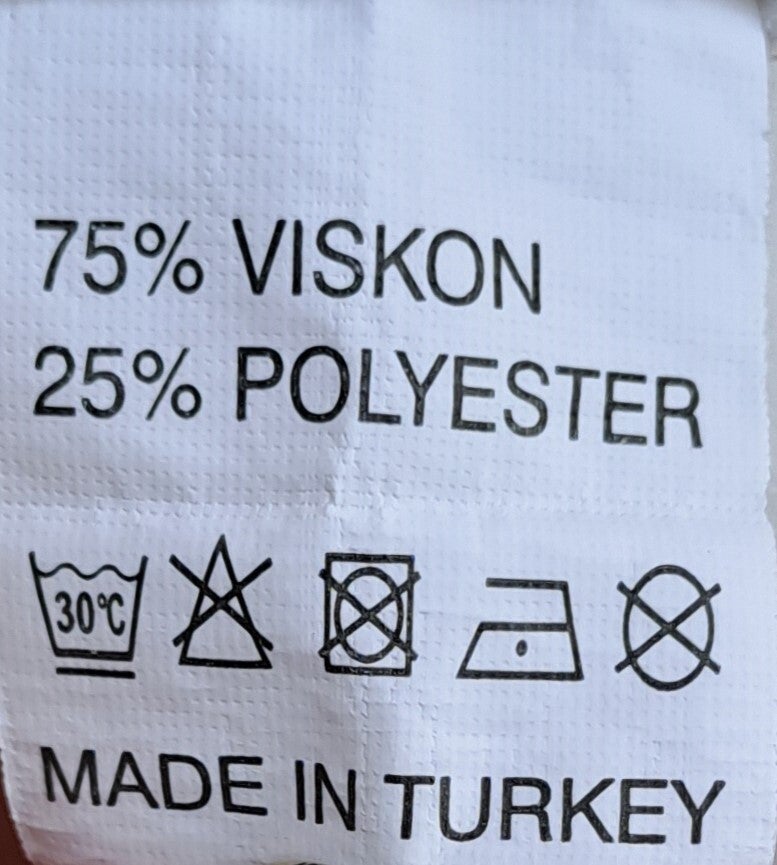 75% VISKON
25% POLYESTER
30°C
MADE IN TURKEY